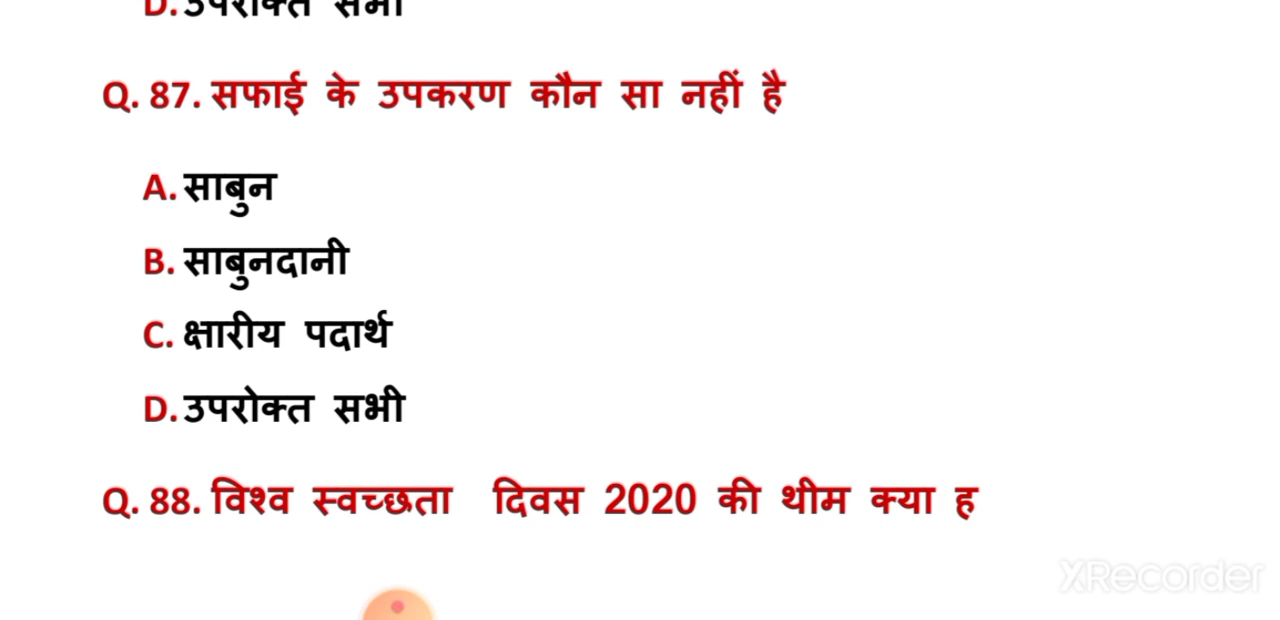 D. उपरोक्त सभी
Q. 87. सफाई के उपकरण कौन सा नहीं है
A. साबुन
B. साबुनदानी
C. क्षारीय पदार्थ
D. उपरोक्त सभी
Q. 88. विश्व स्वच्छता दिवस 2020 की थीम क्या ह
XRecorder